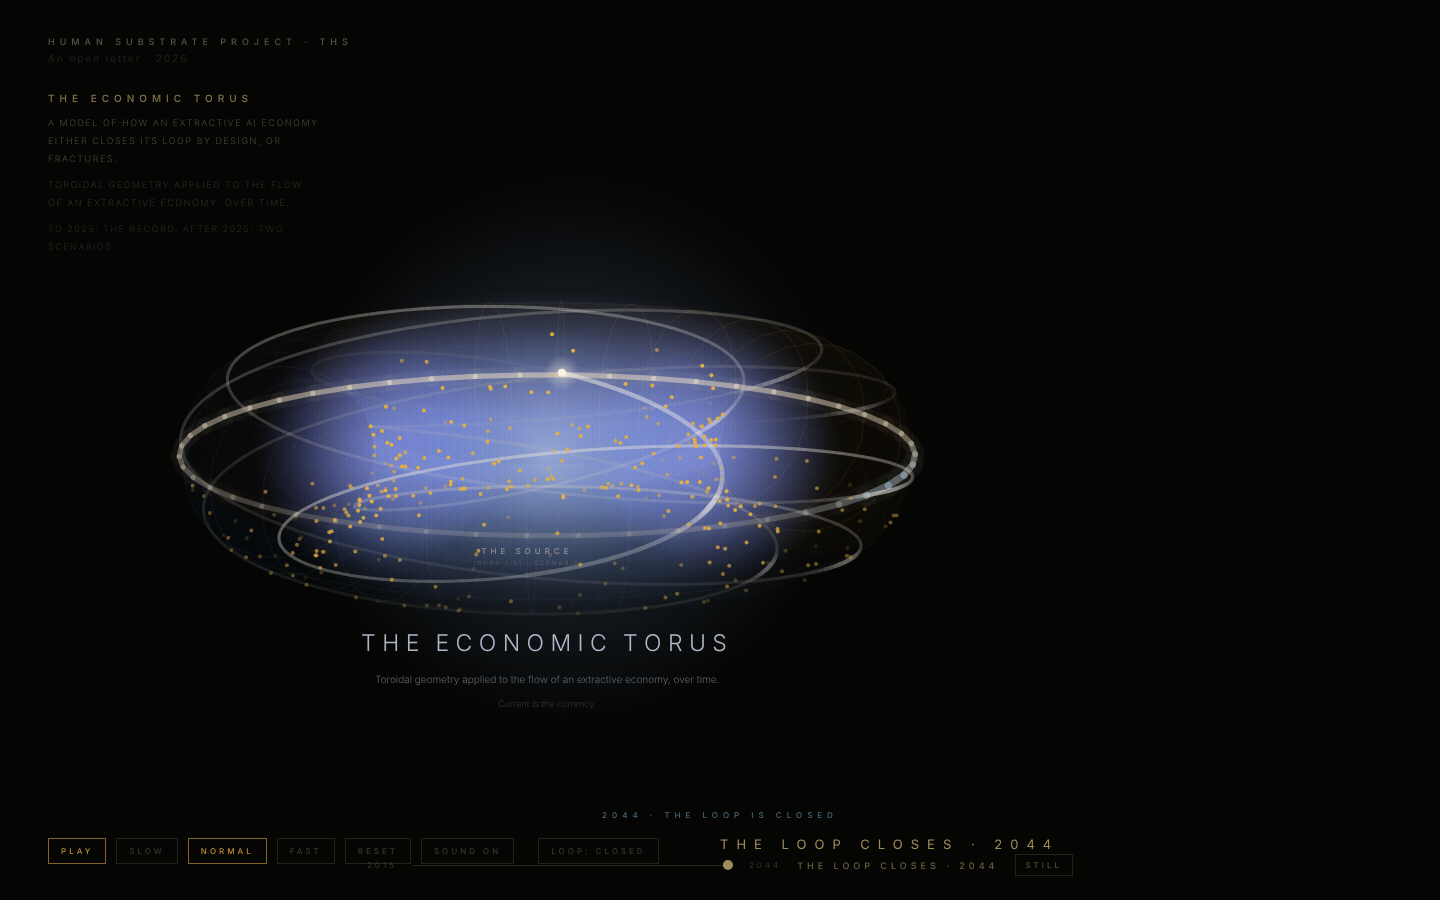 HUMAN SUBSTRATE PROJECT · THS
An open letter · 2026
THE ECONOMIC TORUS
A MODEL OF HOW AN EXTRACTIVE AI ECONOMY
EITHER CLOSES ITS LOOP BY DESIGN, OR
FRACTURES.
TOROIDAL GEOMETRY APPLIED TO THE FLOW
OF AN EXTRACTIVE ECONOMY, OVER TIME.
TO 2025: THE RECORD. AFTER 2025: TWO
SCENARIOS.
THE SOURCE
THE ECONOMIC TORUS
Toroidal geometry applied to the flow of an extractive economy, over time.
Current is the currency.
2044 · THE LOOP IS CLOSED
PLAY
SLOW
NORMAL
FAST
RESET
SOUND ON
LOOP: CLOSED
THE LOOP CLOSES · 2044
2015
2044
THE LOOP CLOSES · 2044
STILL